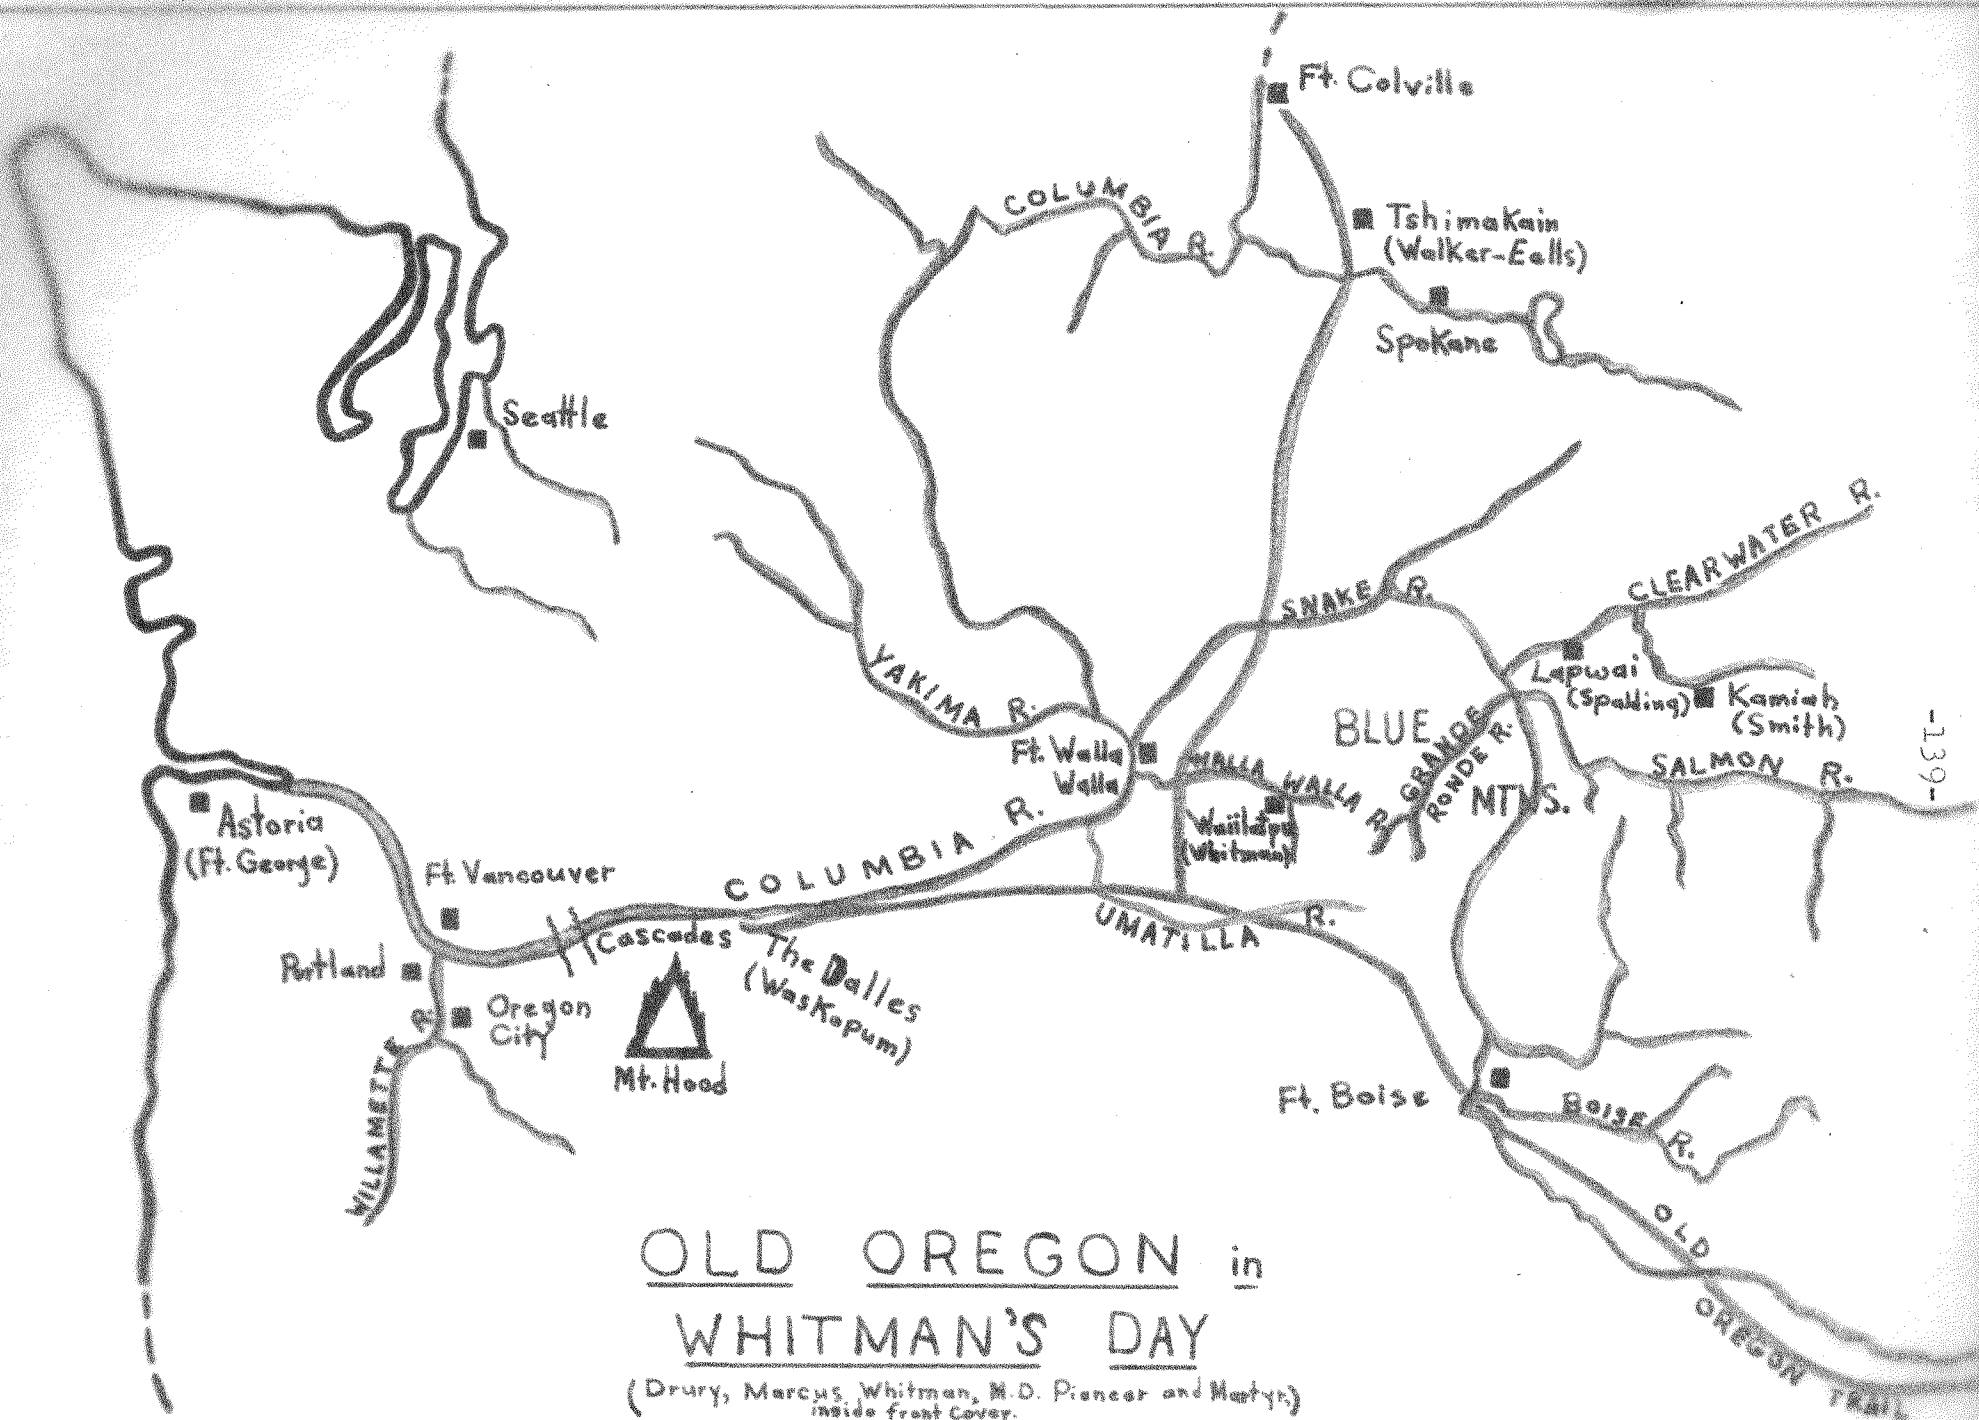 Ft. Colville
COLUMBIA R.
Tshimakain
(Walker-Ealls)
Spokane
Seattle
CLEARWATER R.
SNAKE R.
YAKIMA R.
Lapwai
(Spalding)
Kamiah
(Smith)
BLUE
MTNS.
GRANDE
RONDE R.
SALMON R.
-139-
Ft. Walla
Walla
WALLA WALLA R.
Waiilatpu
(Whitman)
Astoria
(Ft. George)
Ft. Vancouver
COLUMBIA R.
UMATILLA R.
Cascades
The Dalles
(Waskopum)
Portland
Oregon
City
WILLAMETTE R.
Mt. Hood
Ft. Boise
BOISE R.
OLD
OREGON TRAIL
OLD OREGON in
WHITMAN'S DAY
(Drury, Marcus Whitman, M.D. Pioneer and Martyr,)
inside front cover.